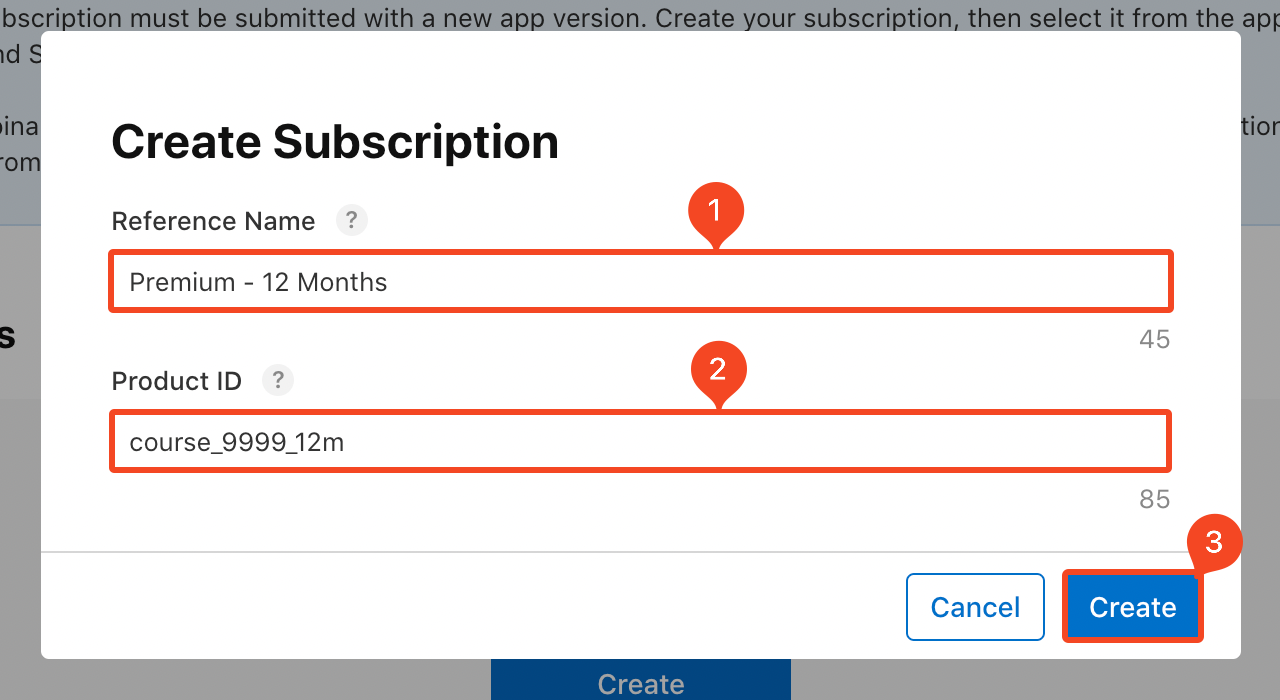 bscription must be submitted with a new app version. Create your subscription, then select it from the app
nd S
tion
rom
Create Subscription
Reference Name ?
1
Premium - 12 Months
45
s
Product ID ?
2
course_9999_12m
85
3
Cancel
Create
Create